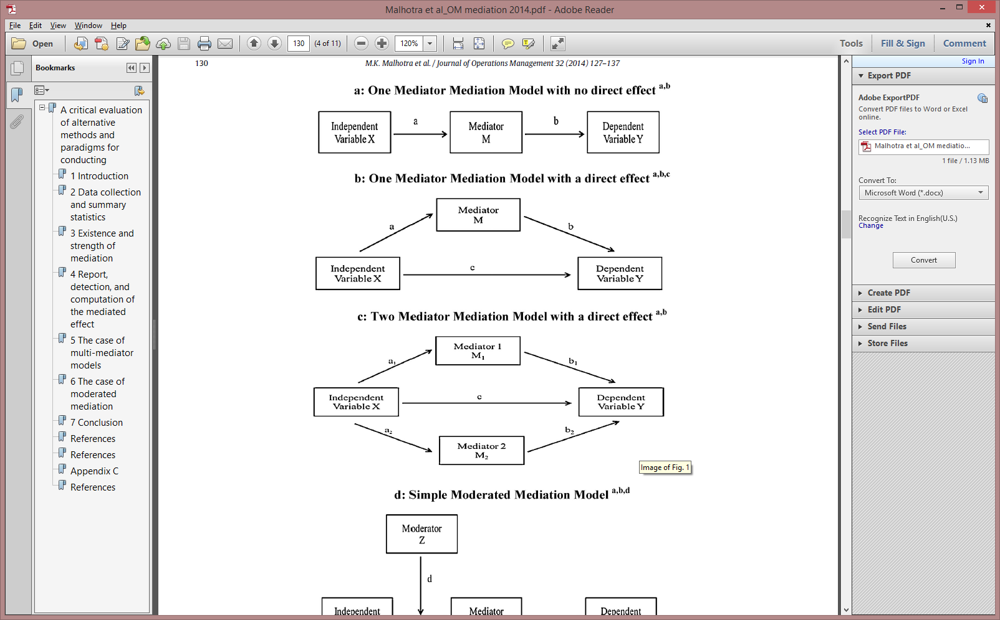 Malhotra et al_OM mediation 2014.pdf - Adobe Reader
File Edit View Window Help
Open
130 (4 of 11)
120%
Tools Fill & Sign Comment
Bookmarks
A critical evaluation
of alternative
methods and
paradigms for
conducting
1 Introduction
2 Data collection
and summary
statistics
3 Existence and
strength of
mediation
4 Report,
detection, and
computation of
the mediated
effect
5 The case of
multi-mediator
models
6 The case of
moderated
mediation
7 Conclusion
References
References
Appendix C
References
130 M.K. Malhotra et al. / Journal of Operations Management 32 (2014) 127–137
a: One Mediator Mediation Model with no direct effect a,b
Independent
Variable X
a
Mediator
M
b
Dependent
Variable Y
b: One Mediator Mediation Model with a direct effect a,b,c
Mediator
M
a
b
Independent
Variable X
c
Dependent
Variable Y
c: Two Mediator Mediation Model with a direct effect a,b
Mediator 1
M1
a1
b1
Independent
Variable X
c
Dependent
Variable Y
a2
b2
Mediator 2
M2
Image of Fig. 1
d: Simple Moderated Mediation Model a,b,d
Moderator
Z
d
Independent
Mediator
Dependent
Sign In
Export PDF
Adobe ExportPDF
Convert PDF files to Word or Excel
online.
Select PDF File:
Malhotra et al_OM mediatio...
1 file / 1.13 MB
Convert To:
Microsoft Word (*.docx)
Recognize Text in English(U.S.)
Change
Convert
Create PDF
Edit PDF
Send Files
Store Files